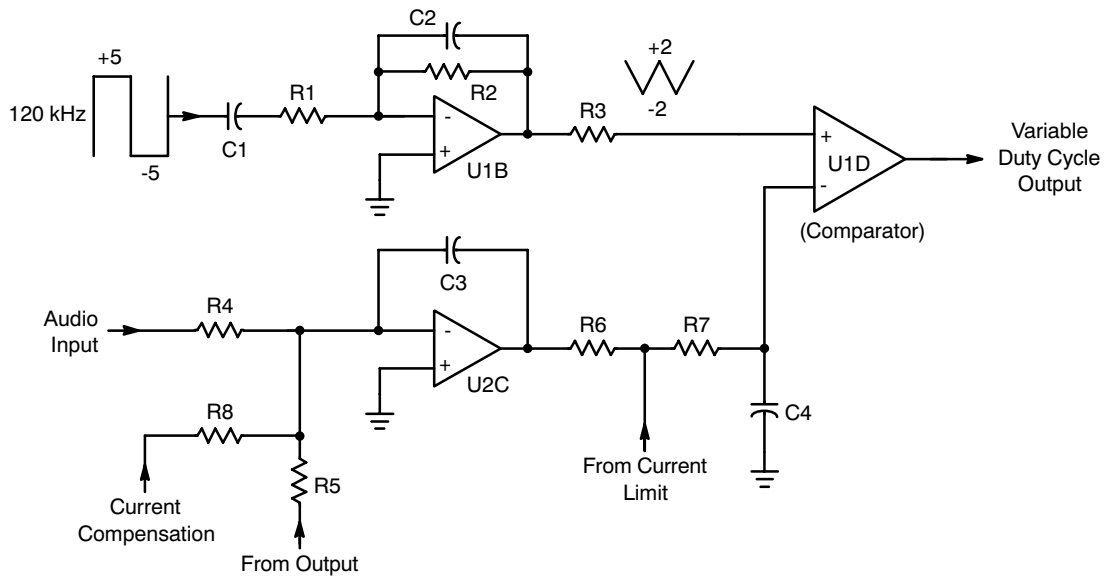 C2
+5
120 kHz
-5
C1
R1
R2
-
+
U1B
R3
+2
-2
+
-
U1D
(Comparator)
Variable
Duty Cycle
Output
C3
Audio
Input
R4
-
+
U2C
R6
R7
C4
R8
R5
Current
Compensation
From Output
From Current
Limit